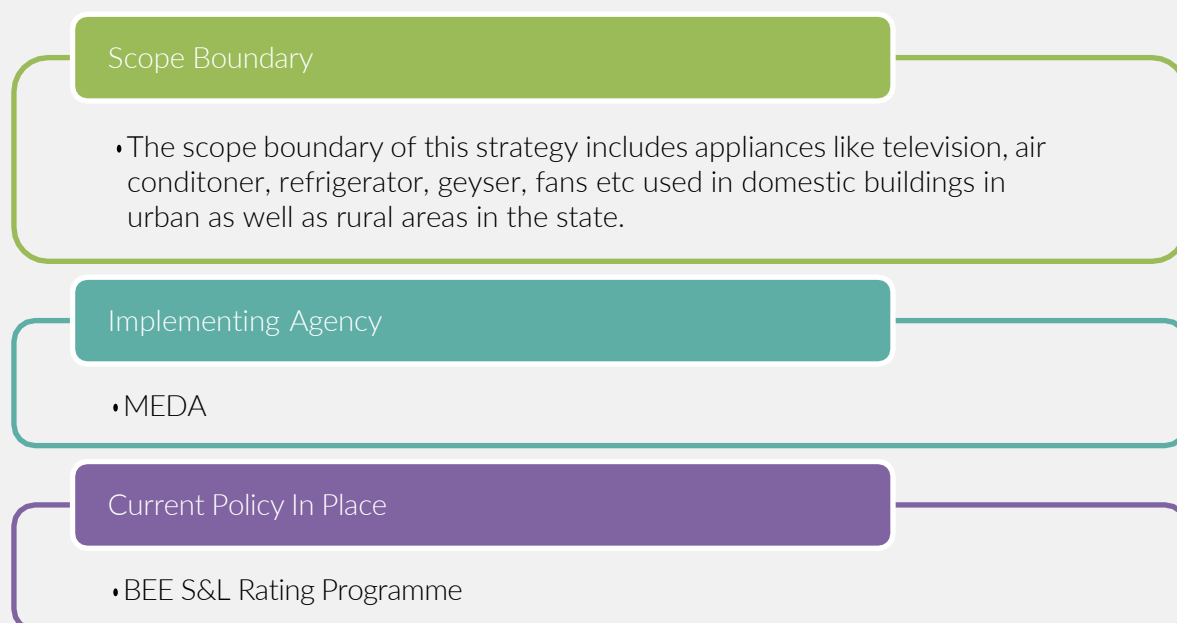 Scope Boundary
•The scope boundary of this strategy includes appliances like television, air
conditoner, refrigerator, geyser, fans etc used in domestic buildings in
urban as well as rural areas in the state.
Implementing Agency
•MEDA
Current Policy In Place
•BEE S&L Rating Programme